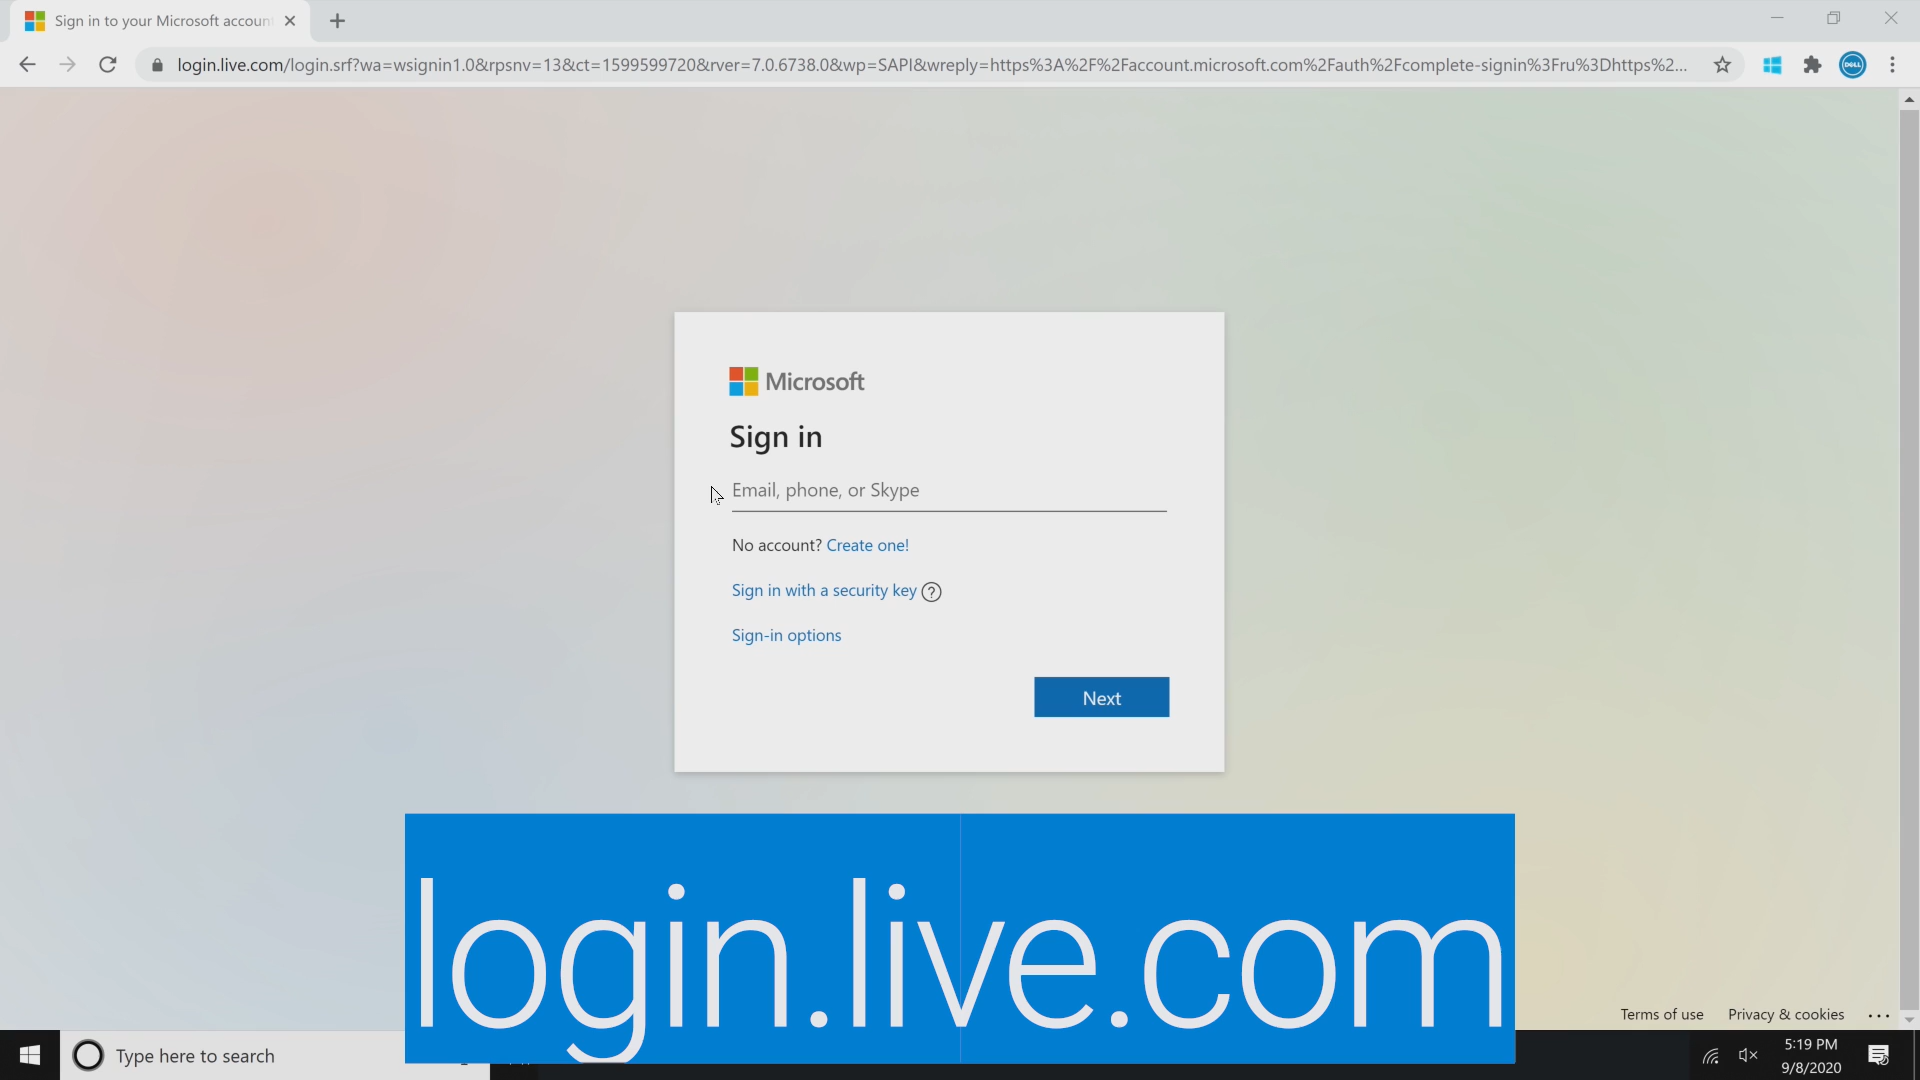 Sign in to your Microsoft accoun
login.live.com/login.srf?wa=wsignin1.0&rpsnv=13&ct=1599599720&rver=7.0.6738.0&wp=SAPI&wreply=https%3A%2F%2Faccount.microsoft.com%2Fauth%2Fcomplete-signin%3Fru%3Dhttps%2...
DELL
Microsoft
Sign in
Email, phone, or Skype
No account? Create one!
Sign in with a security key ?
Sign-in options
Next
login.live.com
Terms of use
Privacy & cookies
...
Type here to search
5:19 PM
9/8/2020